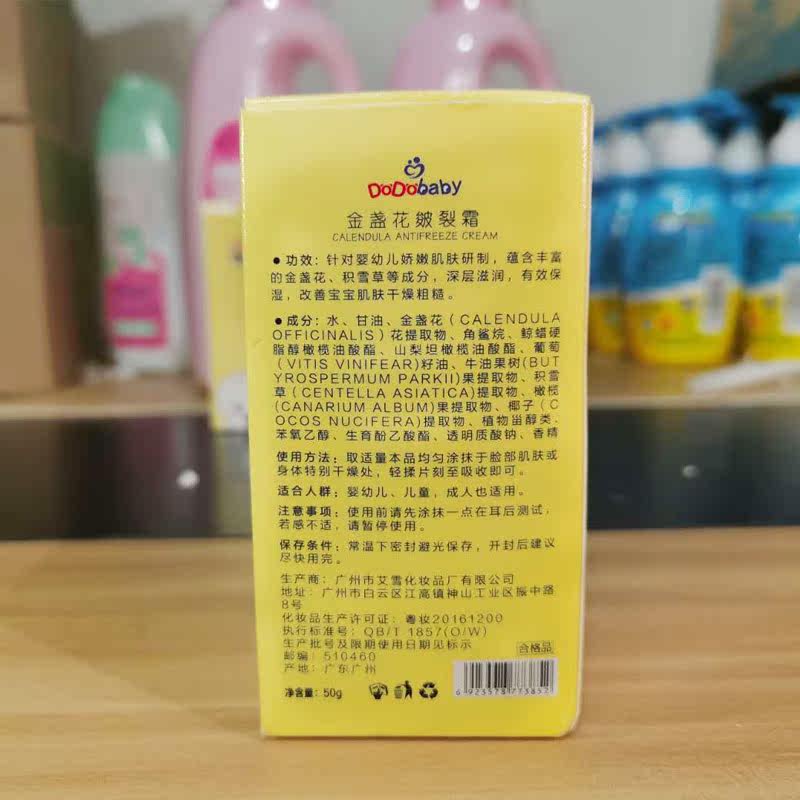 DoDobaby
金盏花皴裂霜
CALENDULA ANTIFREEZE CREAM
●功效：针对婴幼儿娇嫩肌肤研制，蕴含丰富
的金盏花、积雪草等成分，深层滋润，有效保
湿，改善宝宝肌肤干燥粗糙。
●成分：水、甘油、金盏花（CALENDULA
OFFICINALIS）花提取物、角鲨烷、鲸蜡硬
脂醇橄榄油酸酯、山梨坦橄榄油酸酯、葡萄
（VITIS VINIFEAR)籽油、牛油果树(BUT
YROSPERMUM PARKII)果提取物、积雪
草（CENTELLA ASIATICA)提取物、橄榄
(CANARIUM ALBUM)果提取物、椰子（C
OCOS NUCIFERA)提取物、植物甾醇类、
苯氧乙醇、生育酚乙酸酯、透明质酸钠、香精
使用方法：取适量本品均匀涂抹于脸部肌肤或
身体特别干燥处，轻揉片刻至吸收即可。
适合人群：婴幼儿、儿童，成人也适用。
注意事项：使用前请先涂抹一点在耳后测试，
若感不适，请暂停使用。
保存条件：常温下密封避光保存，开封后建议
尽快用完。
生产商：广州市艾雪化妆品厂有限公司
地址：广州市白云区江高镇神山工业区振中路
8号
化妆品生产许可证：粤妆20161200
执行标准号：QB/T 1857(O/W)
生产批号及限期使用日期见标示
邮编：510460
合格品
产地：广东广州
净含量：50g
6 923578 773852